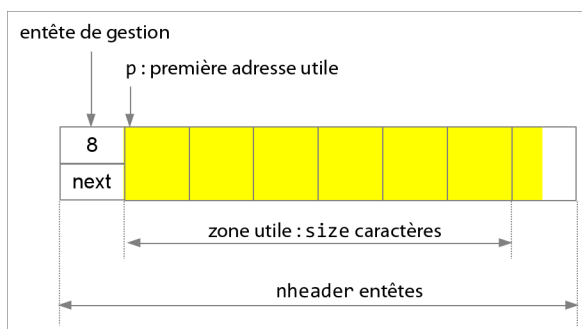 entête de gestion
p : première adresse utile
8
next
zone utile : size caractères
nheader entêtes